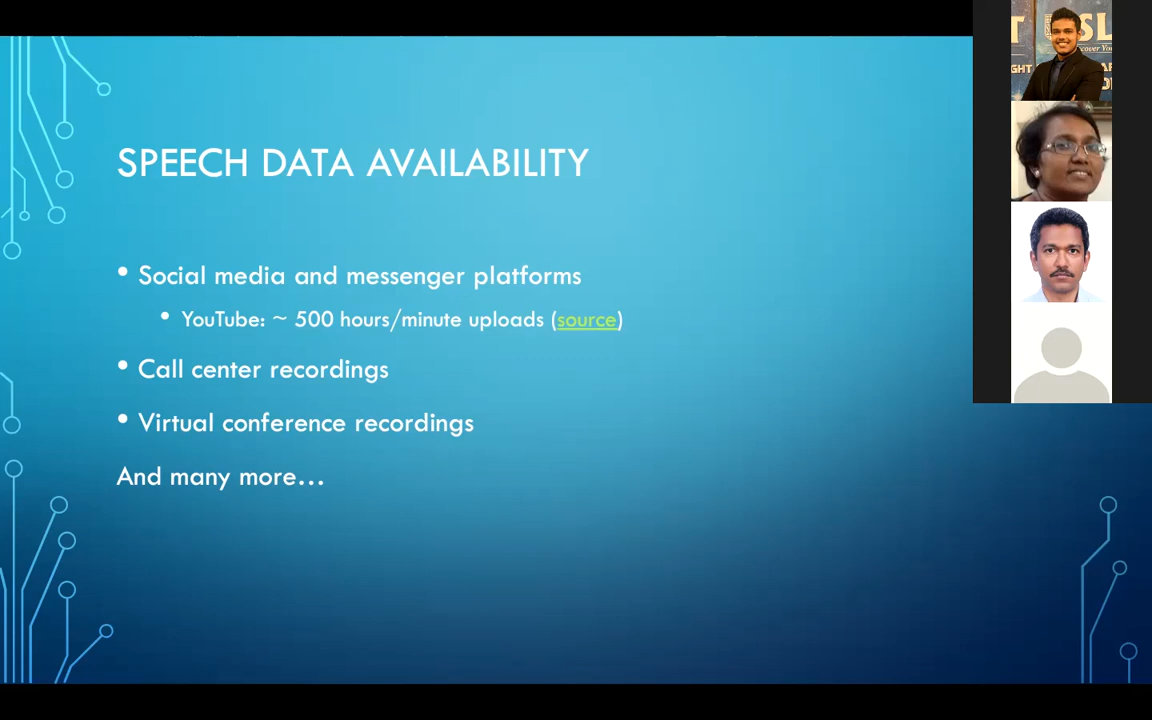 SPEECH DATA AVAILABILITY
• Social media and messenger platforms
• YouTube: ~ 500 hours/minute uploads (source)
• Call center recordings
• Virtual conference recordings
And many more…